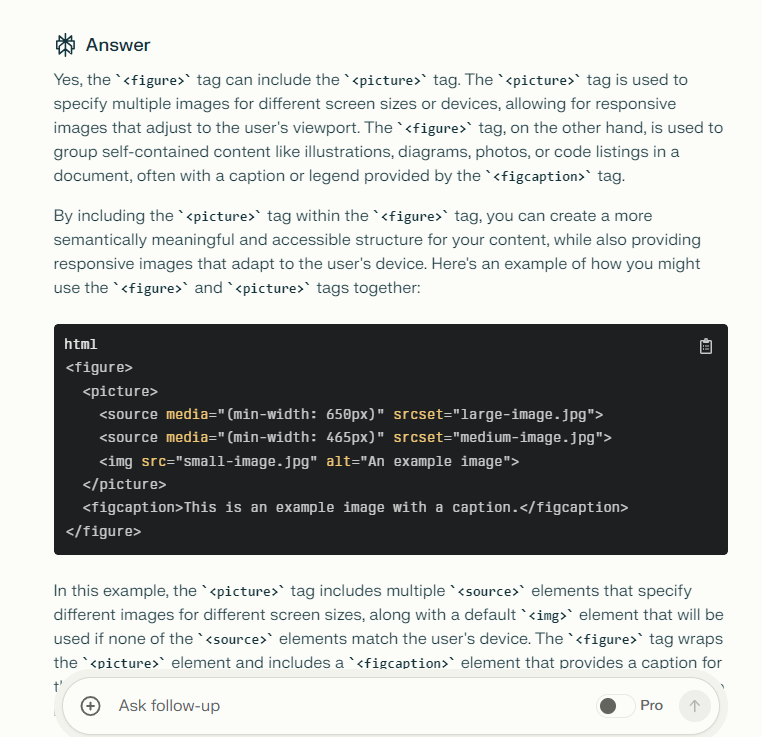 Answer
Yes, the `<figure>` tag can include the `<picture>` tag. The `<picture>` tag is used to
specify multiple images for different screen sizes or devices, allowing for responsive
images that adjust to the user's viewport. The `<figure>` tag, on the other hand, is used to
group self-contained content like illustrations, diagrams, photos, or code listings in a
document, often with a caption or legend provided by the `<figcaption>` tag.
By including the `<picture>` tag within the `<figure>` tag, you can create a more
semantically meaningful and accessible structure for your content, while also providing
responsive images that adapt to the user's device. Here's an example of how you might
use the `<figure>` and `<picture>` tags together:
html
<figure>
  <picture>
    <source media="(min-width: 650px)" srcset="large-image.jpg">
    <source media="(min-width: 465px)" srcset="medium-image.jpg">
    <img src="small-image.jpg" alt="An example image">
  </picture>
  <figcaption>This is an example image with a caption.</figcaption>
</figure>
In this example, the `<picture>` tag includes multiple `<source>` elements that specify
different images for different screen sizes, along with a default `<img>` element that will be
used if none of the `<source>` elements match the user's device. The `<figure>` tag wraps
the `<picture>` element and includes a `<figcaption>` element that provides a caption for
Ask follow-up
Pro